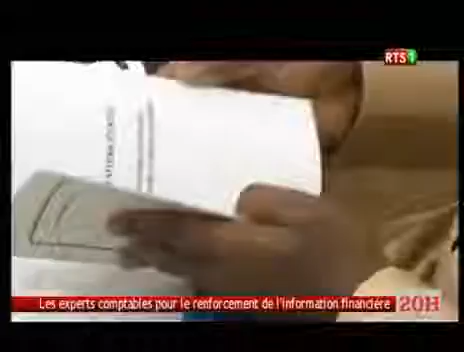 RTS1
Les experts comptables pour le renforcement de l'information financière 20H